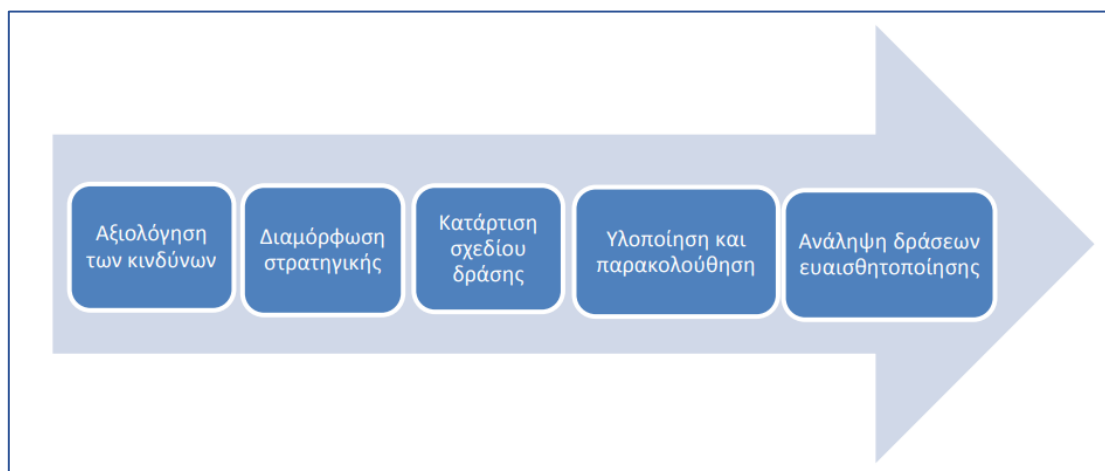 Αξιολόγηση
των κινδύνων
Διαμόρφωση
στρατηγικής
Κατάρτιση
σχεδίου
δράσης
Υλοποίηση και
παρακολούθηση
Ανάληψη δράσεων
ευαισθητοποίησης